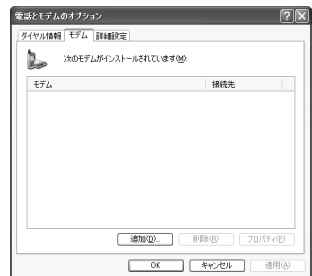 電話とモデムのオプション
ダイヤル情報 モデム 詳細設定
次のモデムがインストールされています(M):
モデム 接続先
追加(D)... 削除(R) プロパティ(P)
OK キャンセル 適用(A)